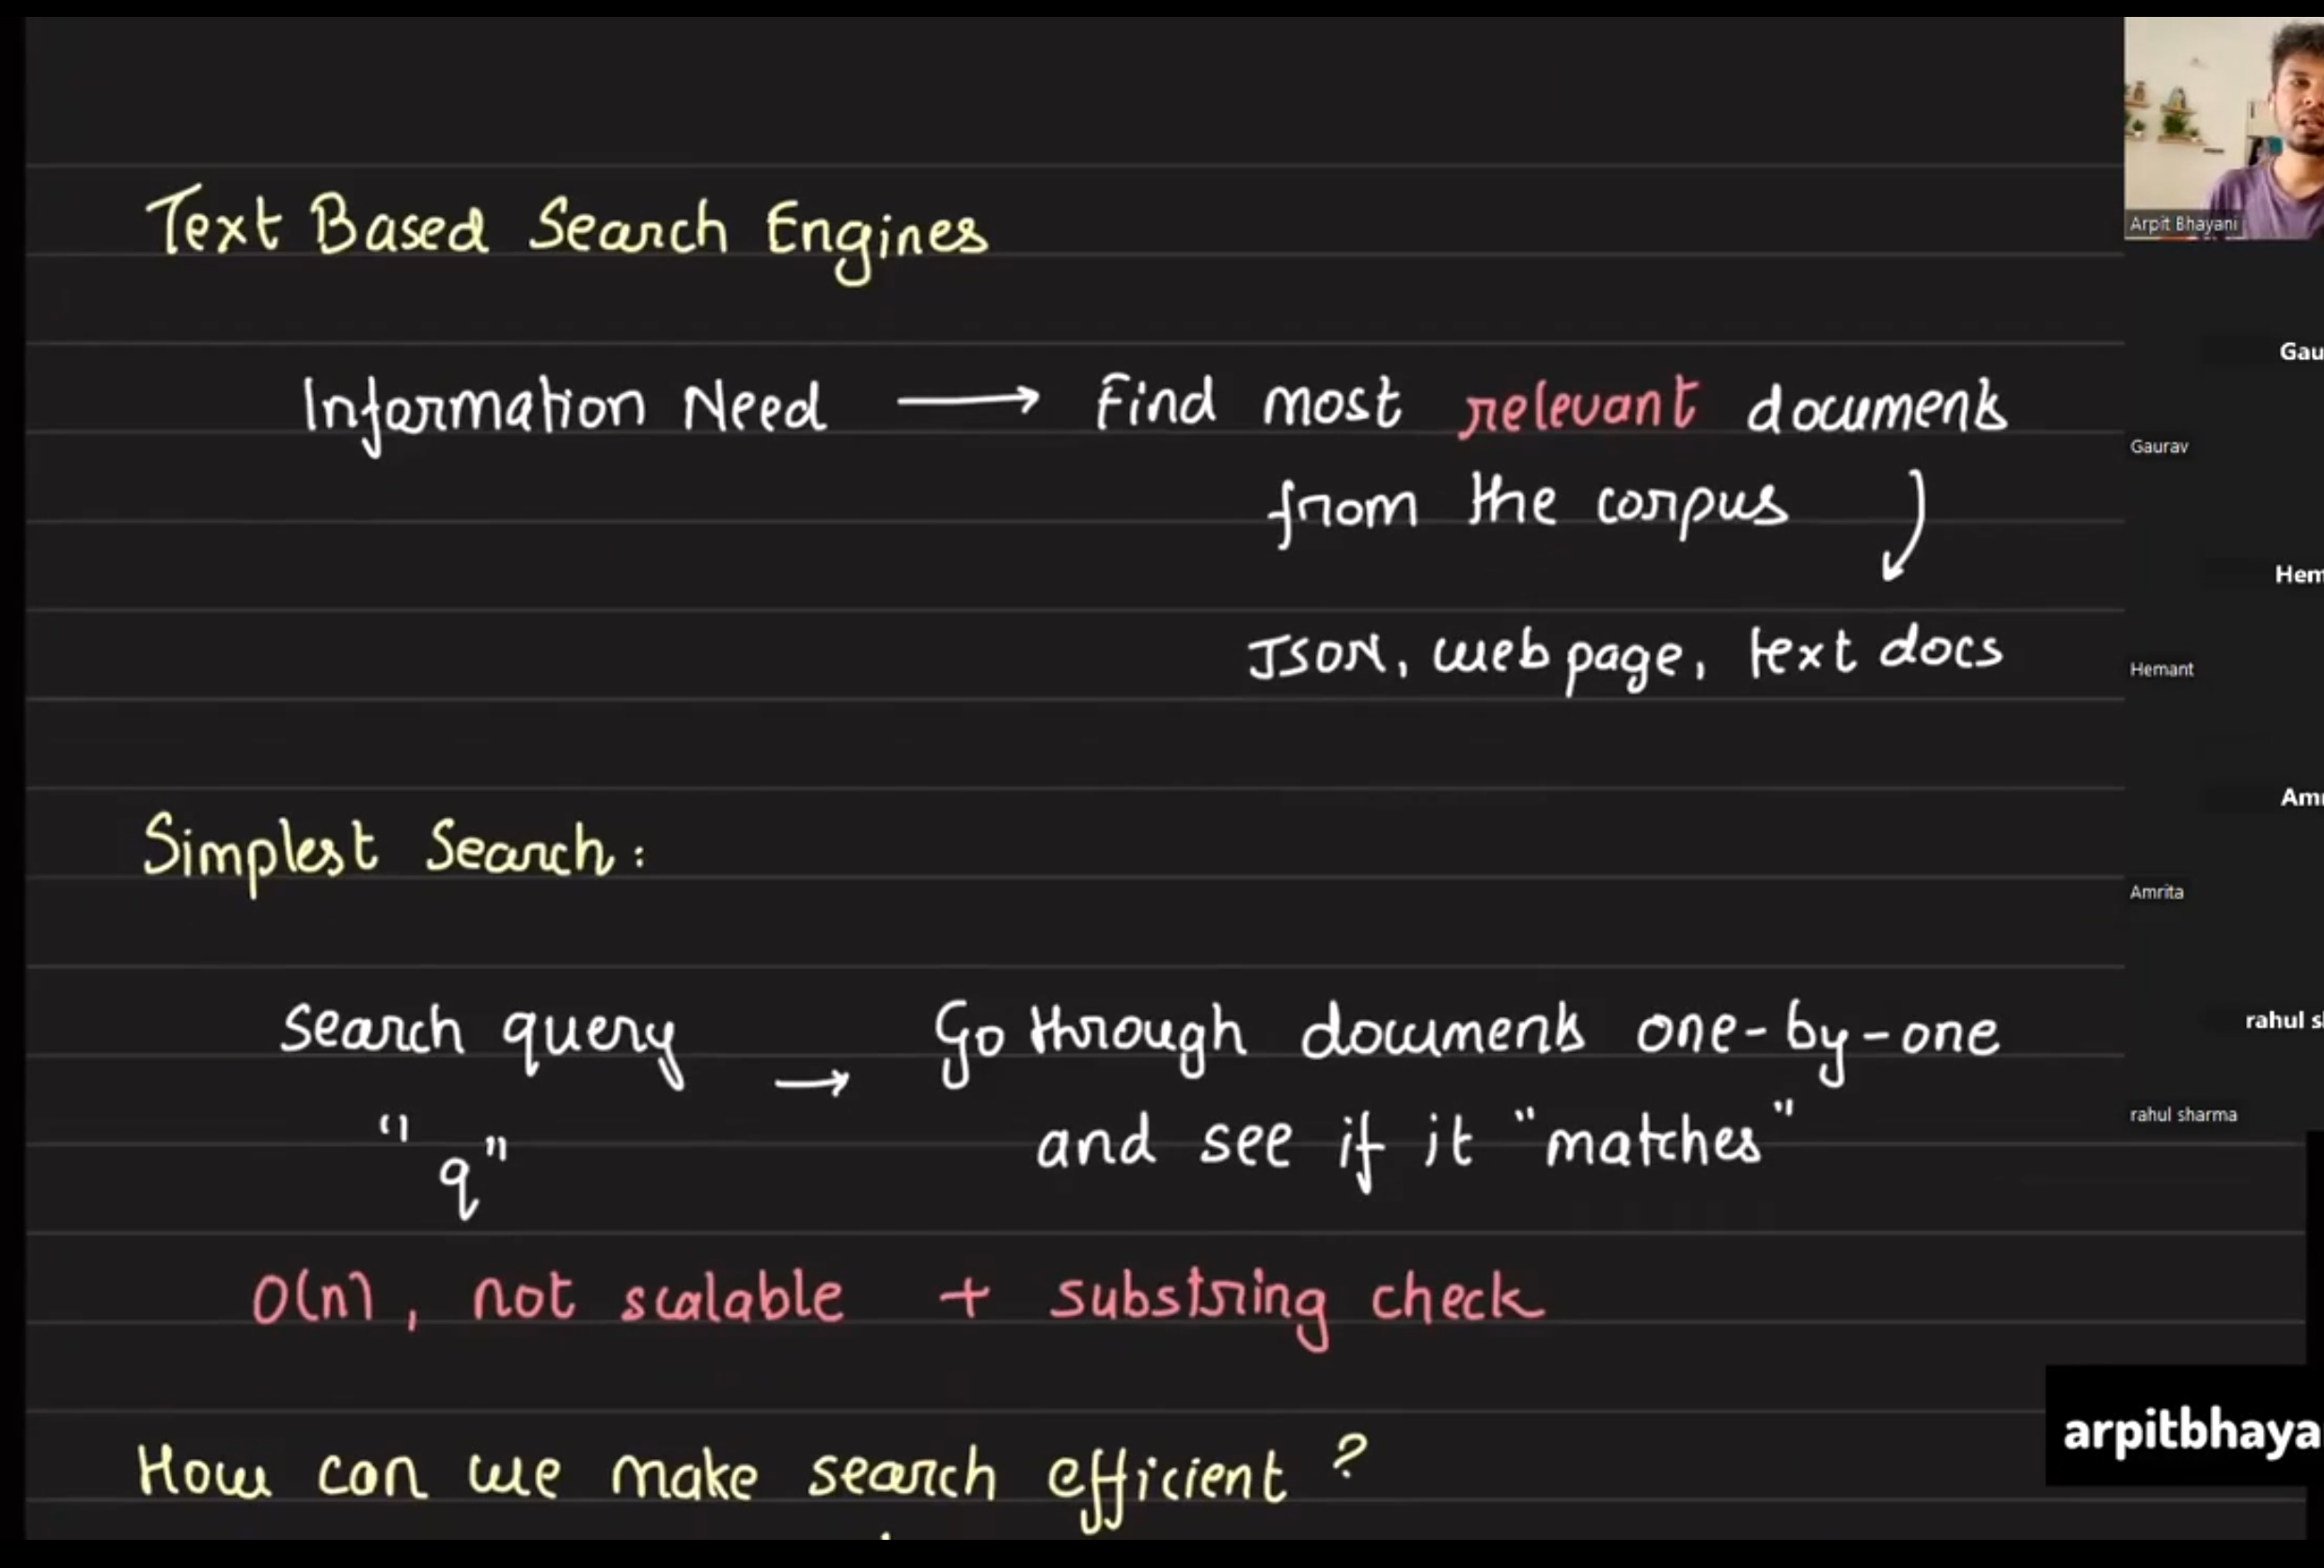 Text Based Search Engines
Information Need → Find most relevant documents
from the corpus
JSON, web page, text docs
Simplest Search:
search query → Go through documents one-by-one
"q"
and see if it "matches"
O(n), not scalable + substring check
How can we make search efficient?
Arpit Bhayani
Gau
Gaurav
Hem
Hemant
Am
Amrita
rahul s
rahul sharma
arpitbhaya